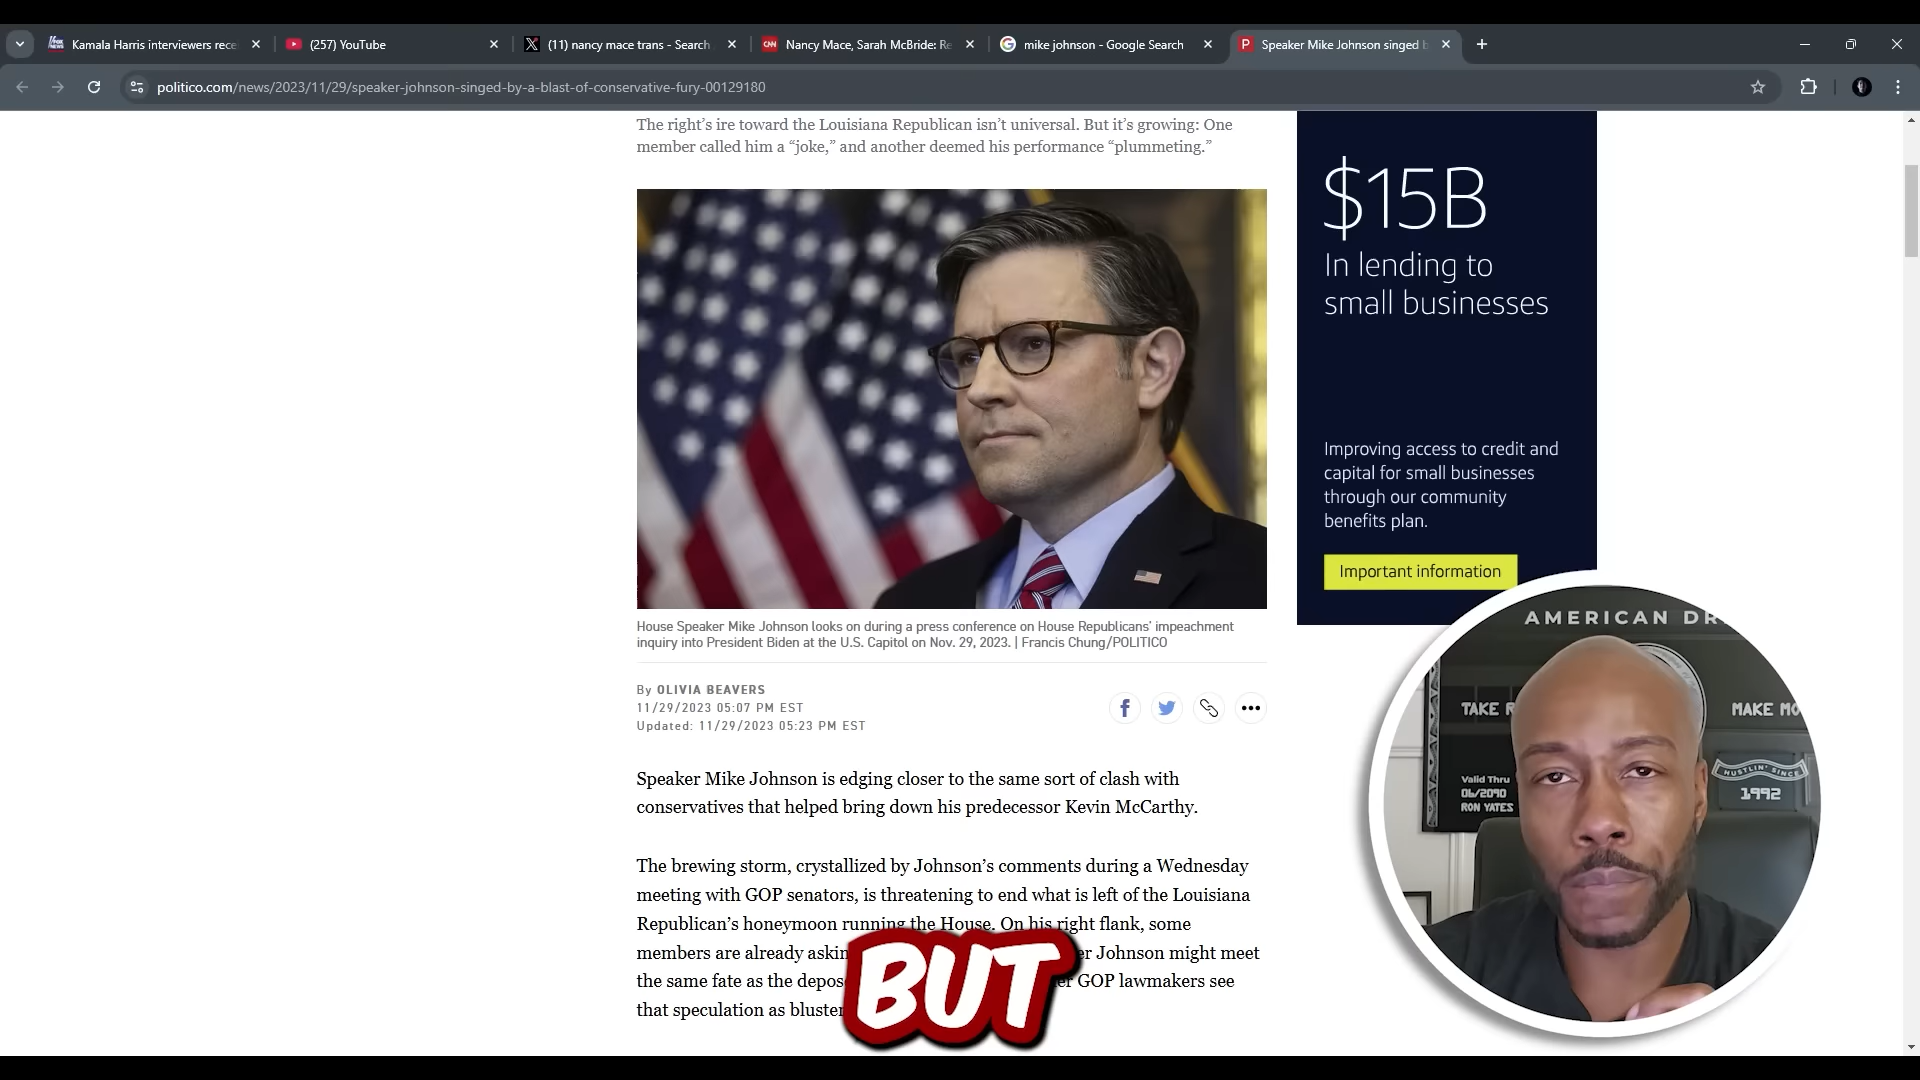 Kamala Harris interviewers rece
(257) YouTube
(11) nancy mace trans - Search
Nancy Mace, Sarah McBride: Re
mike johnson - Google Search
Speaker Mike Johnson singed b
politico.com/news/2023/11/29/speaker-johnson-singed-by-a-blast-of-conservative-fury-00129180
The right’s ire toward the Louisiana Republican isn’t universal. But it’s growing: One
member called him a “joke,” and another deemed his performance “plummeting.”
$15B
In lending to
small businesses
Improving access to credit and
capital for small businesses
through our community
benefits plan.
Important information
House Speaker Mike Johnson looks on during a press conference on House Republicans’ impeachment
inquiry into President Biden at the U.S. Capitol on Nov. 29, 2023. | Francis Chung/POLITICO
By OLIVIA BEAVERS
11/29/2023 05:07 PM EST
Updated: 11/29/2023 05:23 PM EST
Speaker Mike Johnson is edging closer to the same sort of clash with
conservatives that helped bring down his predecessor Kevin McCarthy.
The brewing storm, crystallized by Johnson’s comments during a Wednesday
meeting with GOP senators, is threatening to end what is left of the Louisiana
Republican’s honeymoon running the House. On his right flank, some
members are already askin er Johnson might meet
the same fate as the depos er GOP lawmakers see
that speculation as bluster
BUT
AMERICAN DR
TAKE R
MAKE MO
Valid Thru
06/2090
RON YATES
HUSTLIN' SINCE
1992